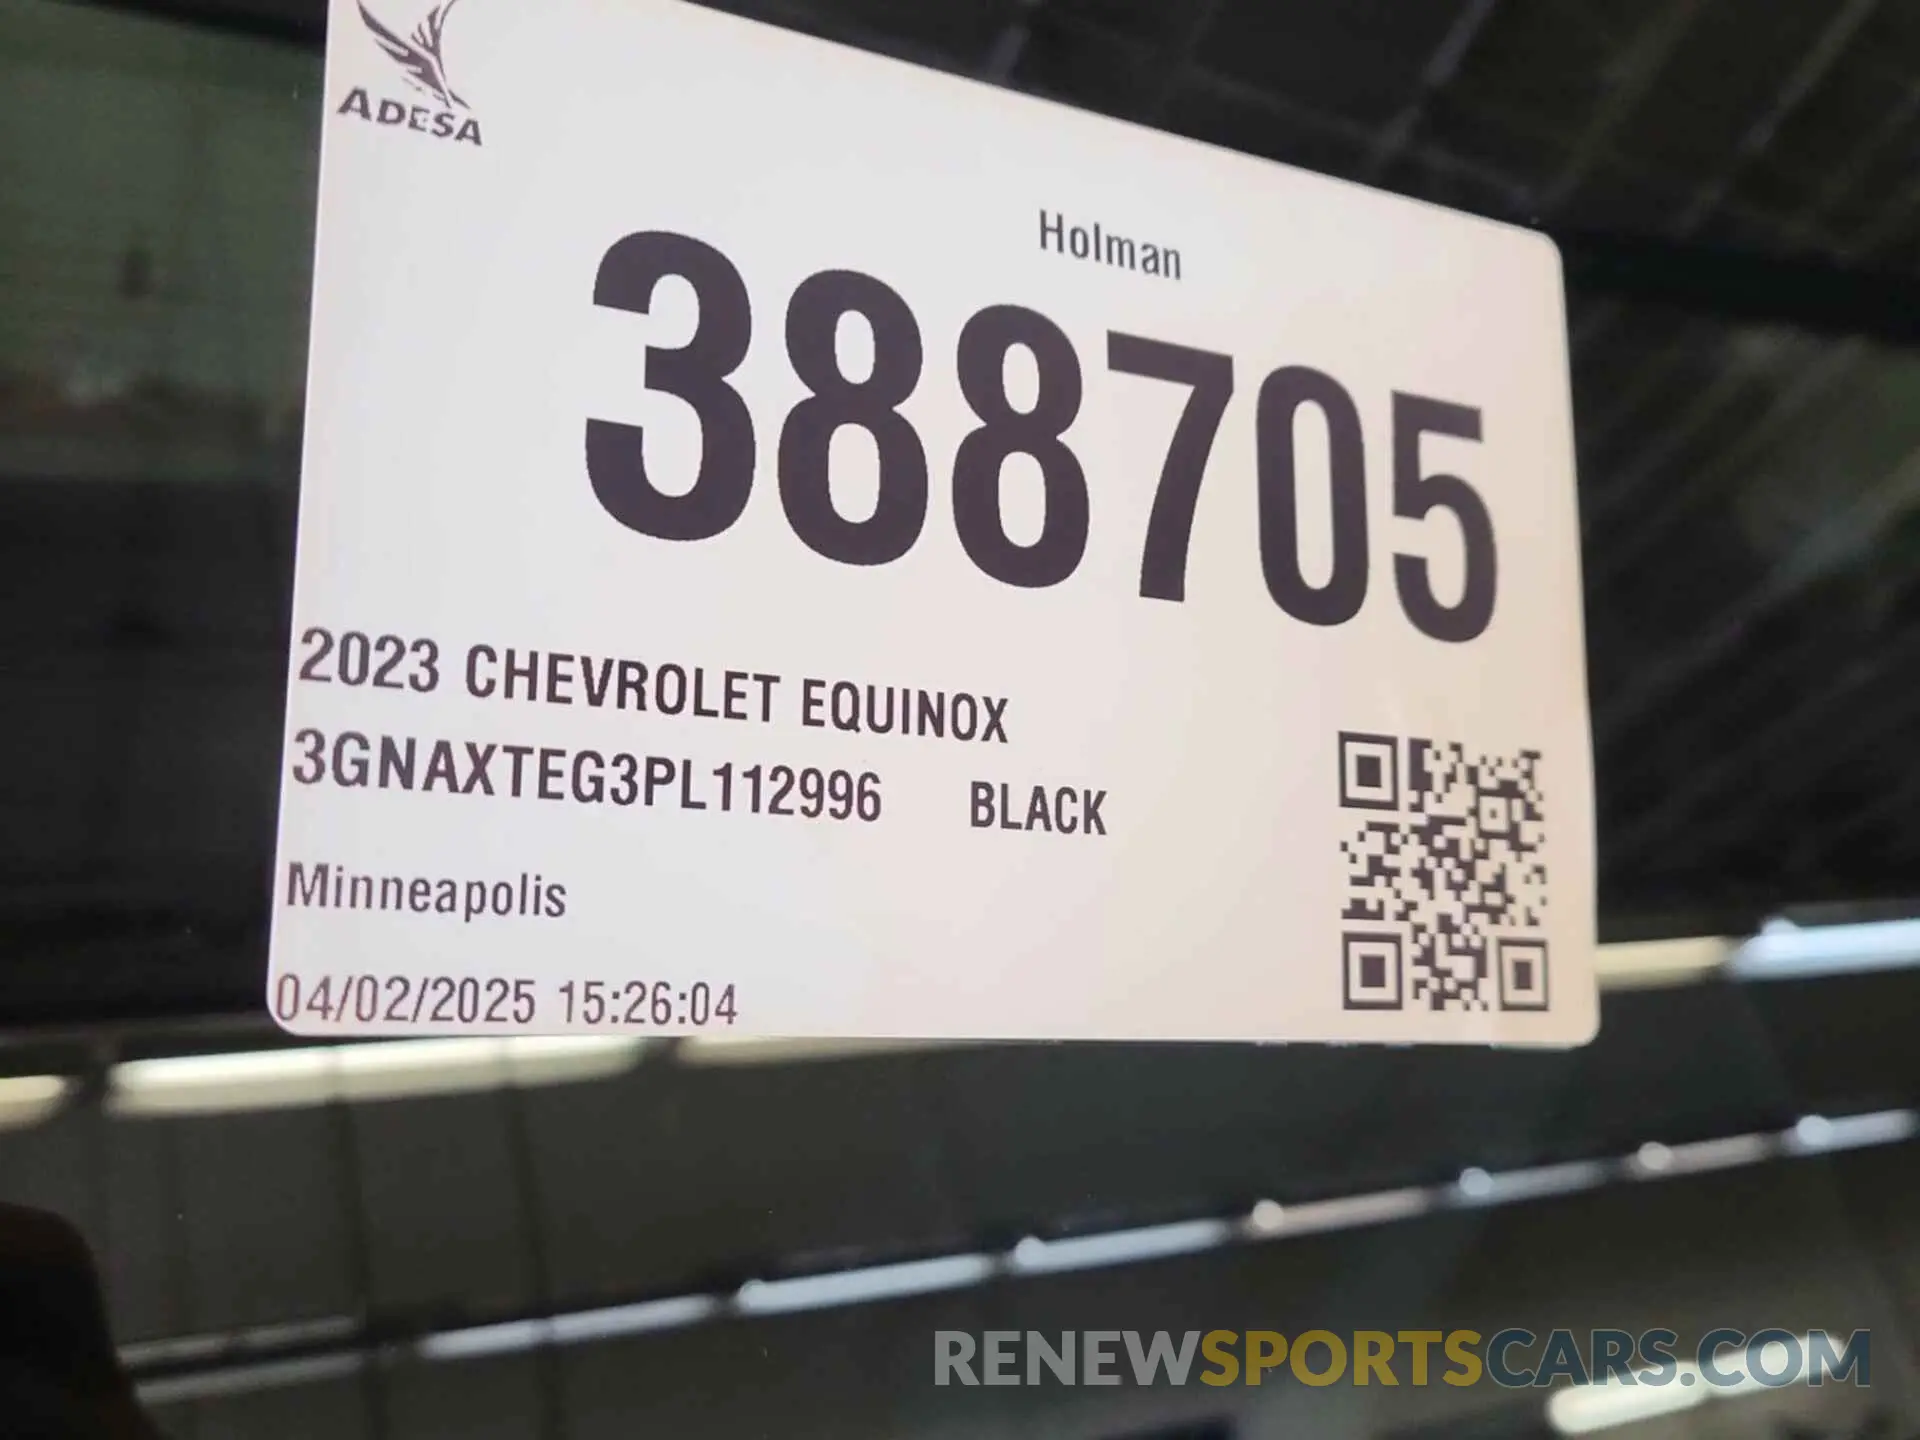 ADESA
Holman
388705
2023 CHEVROLET EQUINOX
3GNAXTEG3PL112996 BLACK
Minneapolis
04/02/2025 15:26:04
RENEWSPORTSCARS.COM